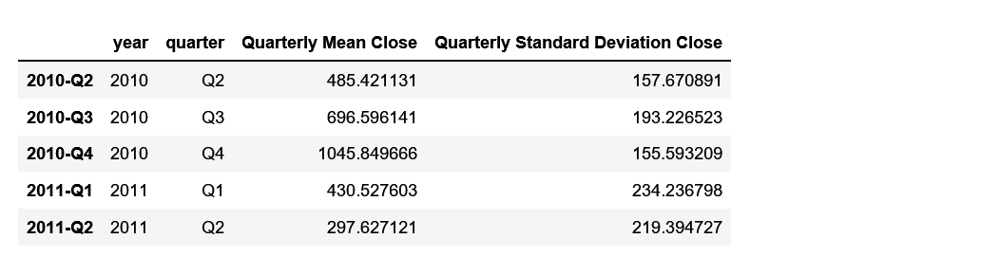 year quarter Quarterly Mean Close Quarterly Standard Deviation Close
2010-Q2 2010 Q2 485.421131 157.670891
2010-Q3 2010 Q3 696.596141 193.226523
2010-Q4 2010 Q4 1045.849666 155.593209
2011-Q1 2011 Q1 430.527603 234.236798
2011-Q2 2011 Q2 297.627121 219.394727